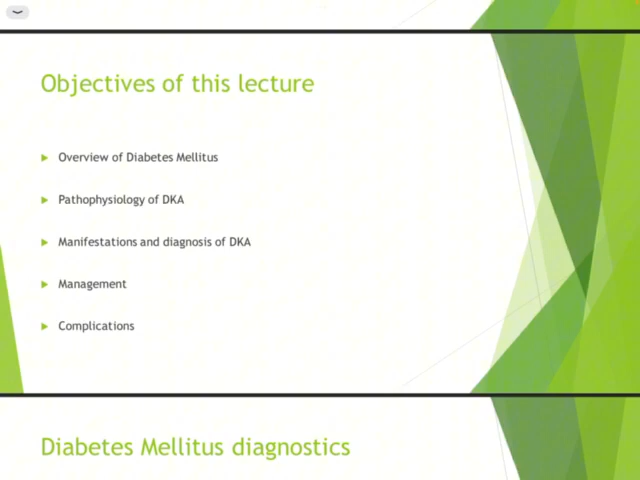 Objectives of this lecture
Overview of Diabetes Mellitus
Pathophysiology of DKA
Manifestations and diagnosis of DKA
Management
Complications
Diabetes Mellitus diagnostics